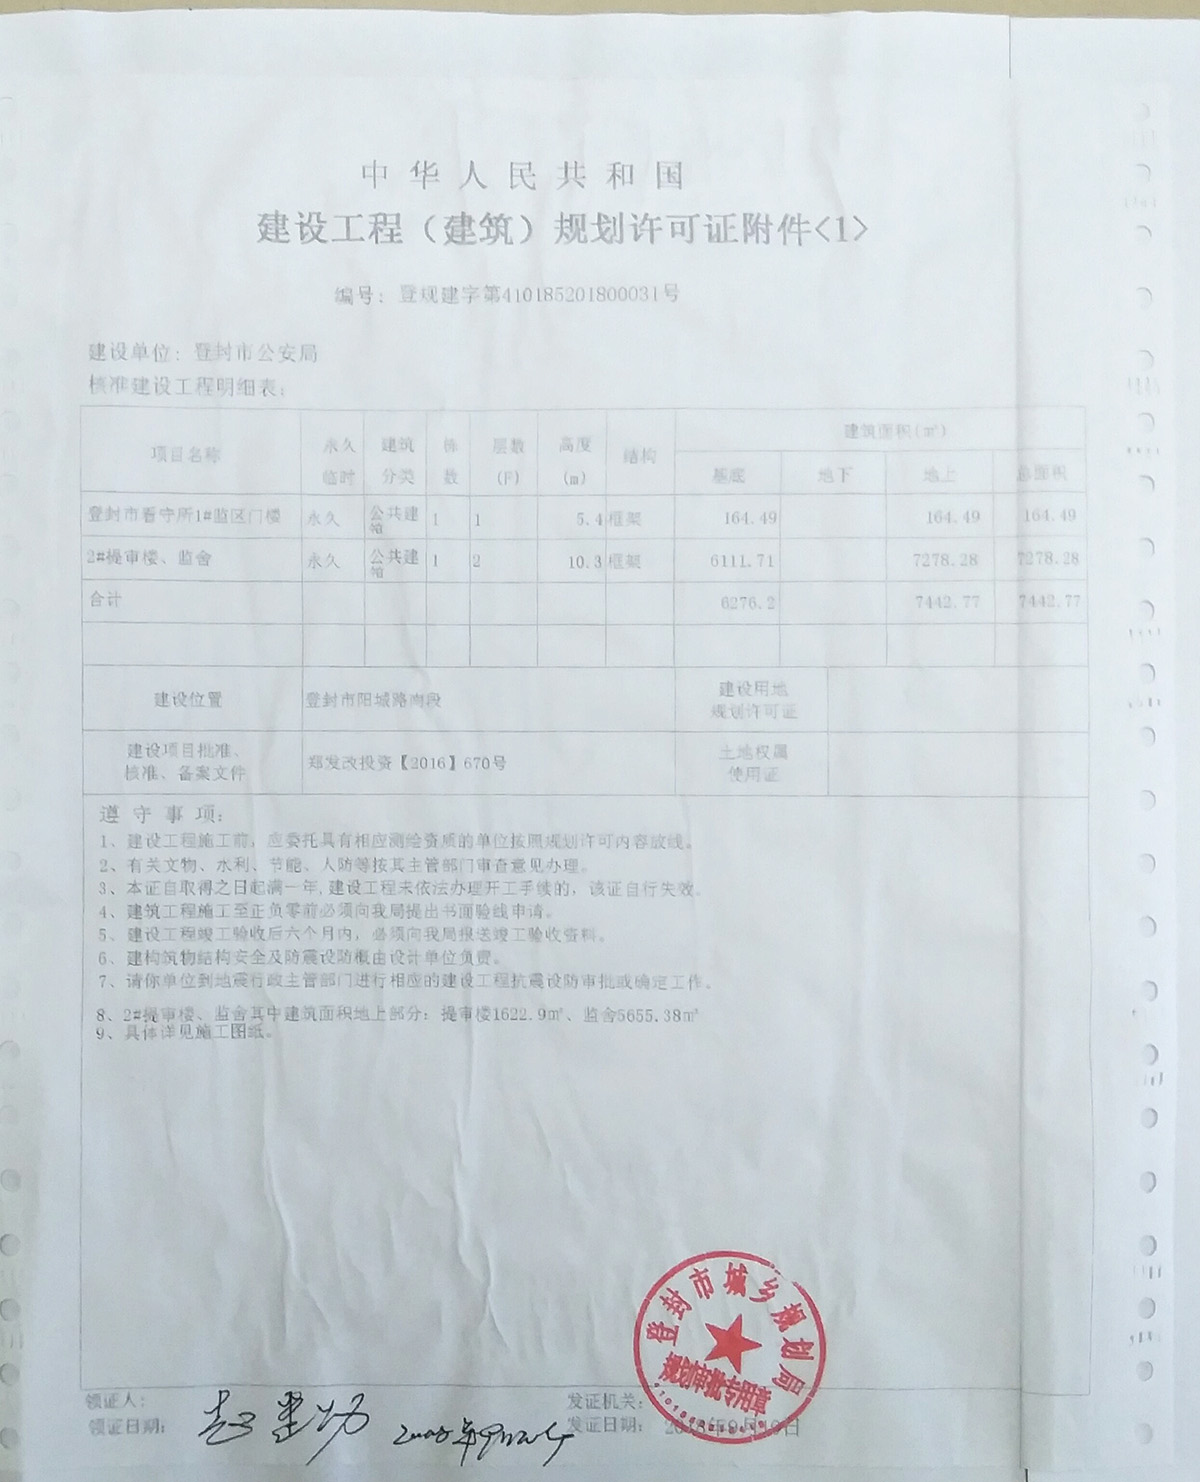 中华人民共和国
建设工程（建筑）规划许可证附件<1>
编号：登规建字第410185201800031号
建设单位：登封市公安局
核准建设工程明细表：
项目名称 永久临时 建筑分类 栋数 层数(F) 高度(m) 结构 建筑面积(㎡)
基底 地下 地上 总面积
登封市看守所1#监区门楼 永久 公共建筑 1 1 5.4 框架 164.49 164.49 164.49
2#提审楼、监舍 永久 公共建筑 1 2 10.3 框架 6111.71 7278.28 7278.28
合计 6276.2 7442.77 7442.77
建设位置 登封市阳城路南段 建设用地规划许可证
建设项目批准、核准、备案文件 郑发改投资【2016】670号 土地权属使用证
遵守事项：
1、建设工程施工前，应委托具有相应测绘资质的单位按照规划许可内容放线。
2、有关文物、水利、节能、人防等按其主管部门审查意见办理。
3、本证自取得之日起满一年,建设工程未依法办理开工手续的，该证自行失效。
4、建筑工程施工至正负零前必须向我局提出书面验线申请。
5、建设工程竣工验收后六个月内，必须向我局报送竣工验收资料。
6、建构筑物结构安全及防震设防概由设计单位负责。
7、请你单位到地震行政主管部门进行相应的建设工程抗震设防审批或确定工作。
8、2#提审楼、监舍其中建筑面积地上部分：提审楼1622.9㎡、监舍5655.38㎡
9、具体详见施工图纸。
登封市城乡规划局
规划审批专用章
领证人： 发证机关：
领证日期： 发证日期： 2018年9月10日